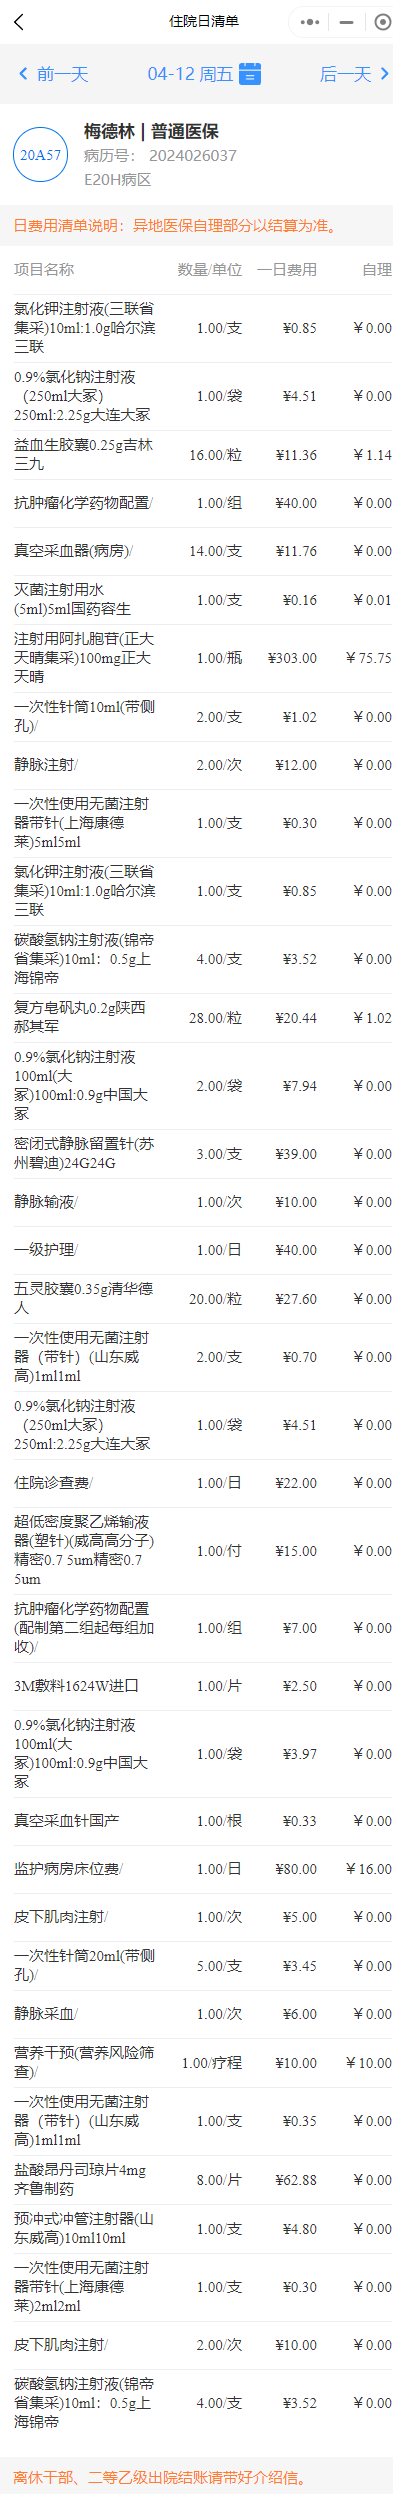 住院日清单
前一天 04-12 周五 后一天
20A57
梅德林 | 普通医保
病历号： 2024026037
E20H病区
日费用清单说明：异地医保自理部分以结算为准。
项目名称 数量/单位 一日费用 自理
氯化钾注射液(三联省
集采)10ml:1.0g哈尔滨 1.00/支 ¥0.85 ￥0.00
三联
0.9%氯化钠注射液
（250ml大冢） 1.00/袋 ¥4.51 ￥0.00
250ml:2.25g大连大冢
益血生胶囊0.25g吉林
三九 16.00/粒 ¥11.36 ￥1.14
抗肿瘤化学药物配置/ 1.00/组 ¥40.00 ￥0.00
真空采血器(病房)/ 14.00/支 ¥11.76 ￥0.00
灭菌注射用水
(5ml)5ml国药容生 1.00/支 ¥0.16 ￥0.01
注射用阿扎胞苷(正大
天晴集采)100mg正大 1.00/瓶 ¥303.00 ￥75.75
天晴
一次性针筒10ml(带侧
孔)/ 2.00/支 ¥1.02 ￥0.00
静脉注射/ 2.00/次 ¥12.00 ￥0.00
一次性使用无菌注射
器带针(上海康德 1.00/支 ¥0.30 ￥0.00
莱)5ml5ml
氯化钾注射液(三联省
集采)10ml:1.0g哈尔滨 1.00/支 ¥0.85 ￥0.00
三联
碳酸氢钠注射液(锦帝
省集采)10ml：0.5g上 4.00/支 ¥3.52 ￥0.00
海锦帝
复方皂矾丸0.2g陕西
郝其军 28.00/粒 ¥20.44 ￥1.02
0.9%氯化钠注射液
100ml(大
冢)100ml:0.9g中国大 2.00/袋 ¥7.94 ￥0.00
冢
密闭式静脉留置针(苏
州碧迪)24G24G 3.00/支 ¥39.00 ￥0.00
静脉输液/ 1.00/次 ¥10.00 ￥0.00
一级护理/ 1.00/日 ¥40.00 ￥0.00
五灵胶囊0.35g清华德
人 20.00/粒 ¥27.60 ￥0.00
一次性使用无菌注射
器（带针）(山东威 2.00/支 ¥0.70 ￥0.00
高)1ml1ml
0.9%氯化钠注射液
（250ml大冢） 1.00/袋 ¥4.51 ￥0.00
250ml:2.25g大连大冢
住院诊查费/ 1.00/日 ¥22.00 ￥0.00
超低密度聚乙烯输液
器(塑针)(威高高分子) 1.00/付 ¥15.00 ￥0.00
精密0.7 5um精密0.7
5um
抗肿瘤化学药物配置
(配制第二组起每组加 1.00/组 ¥7.00 ￥0.00
收)/
3M敷料1624W进口 1.00/片 ¥2.50 ￥0.00
0.9%氯化钠注射液
100ml(大
冢)100ml:0.9g中国大 1.00/袋 ¥3.97 ￥0.00
冢
真空采血针国产 1.00/根 ¥0.33 ￥0.00
监护病房床位费/ 1.00/日 ¥80.00 ￥16.00
皮下肌肉注射/ 1.00/次 ¥5.00 ￥0.00
一次性针筒20ml(带侧
孔)/ 5.00/支 ¥3.45 ￥0.00
静脉采血/ 1.00/次 ¥6.00 ￥0.00
营养干预(营养风险筛
查)/ 1.00/疗程 ¥10.00 ￥10.00
一次性使用无菌注射
器（带针）(山东威 1.00/支 ¥0.35 ￥0.00
高)1ml1ml
盐酸昂丹司琼片4mg
齐鲁制药 8.00/片 ¥62.88 ￥0.00
预冲式冲管注射器(山
东威高)10ml10ml 1.00/支 ¥4.80 ￥0.00
一次性使用无菌注射
器带针(上海康德 1.00/支 ¥0.30 ￥0.00
莱)2ml2ml
皮下肌肉注射/ 2.00/次 ¥10.00 ￥0.00
碳酸氢钠注射液(锦帝
省集采)10ml：0.5g上 4.00/支 ¥3.52 ￥0.00
海锦帝
离休干部、二等乙级出院结账请带好介绍信。